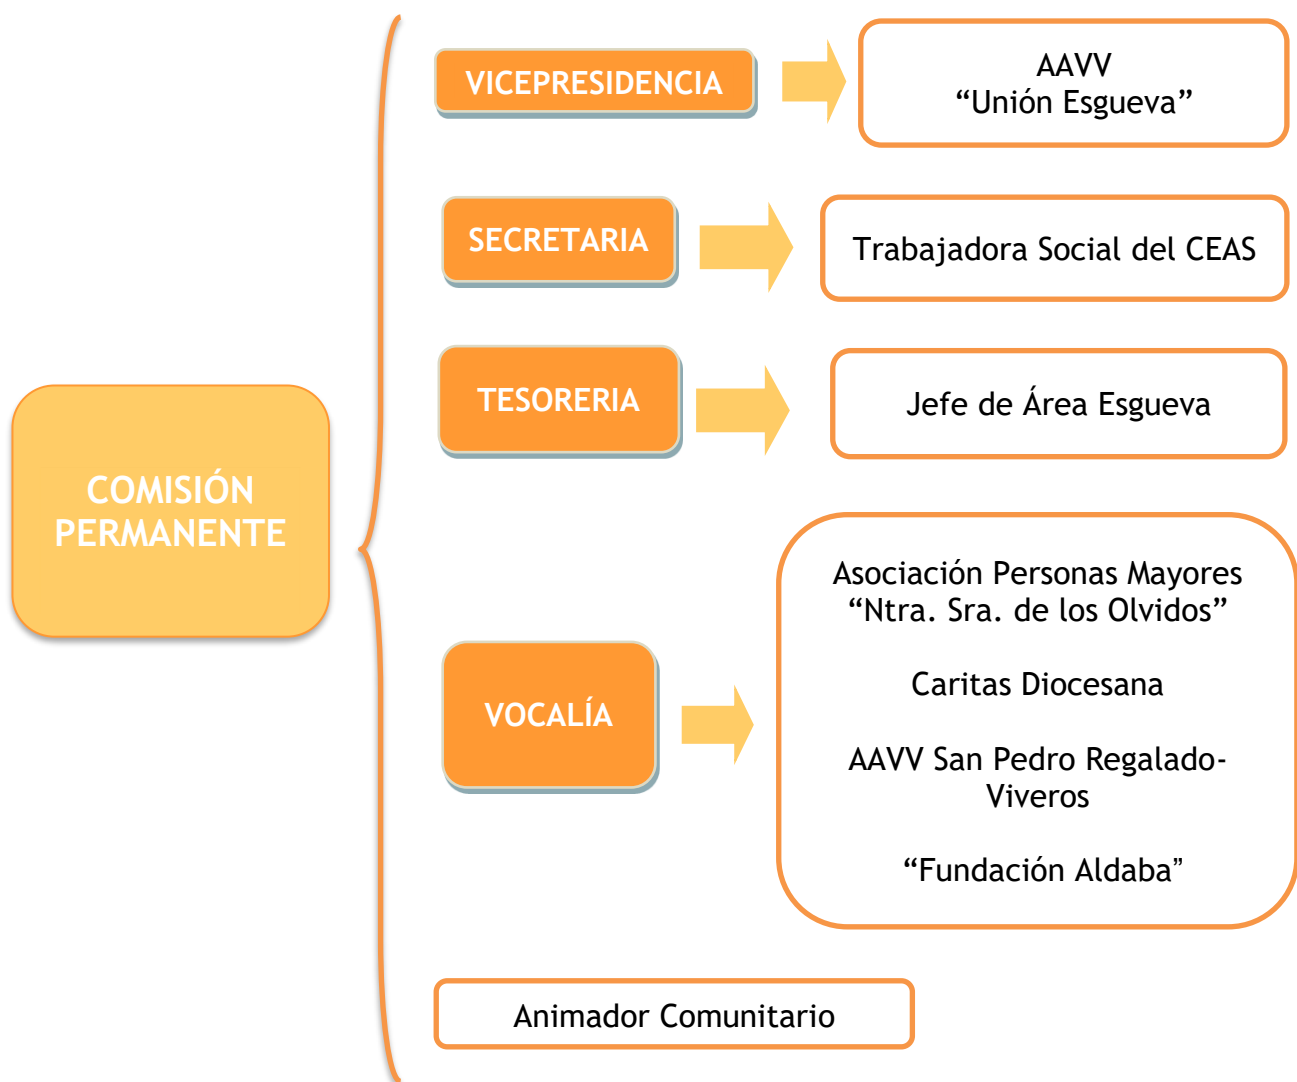 VICEPRESIDENCIA
AAVV
“Unión Esgueva”
SECRETARIA
Trabajadora Social del CEAS
TESORERIA
Jefe de Área Esgueva
COMISIÓN
PERMANENTE
VOCALÍA
Asociación Personas Mayores
“Ntra. Sra. de los Olvidos”
Caritas Diocesana
AAVV San Pedro Regalado-
Viveros
“Fundación Aldaba”
Animador Comunitario